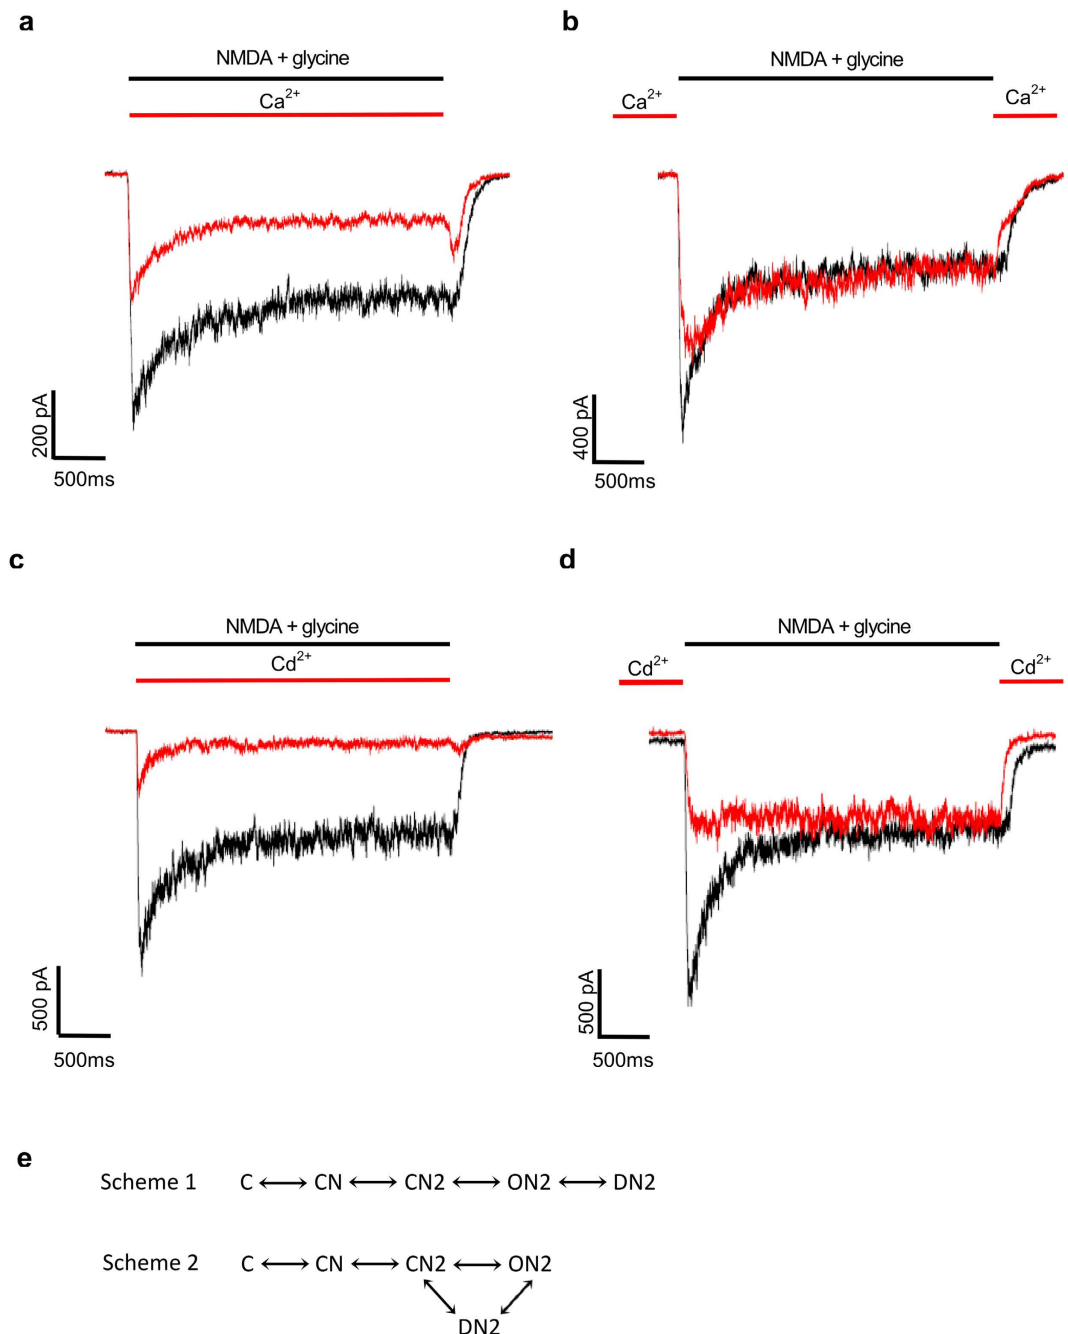 a
NMDA + glycine
Ca²⁺
200 pA
500ms
b
NMDA + glycine
Ca²⁺ Ca²⁺
400 pA
500ms
c
NMDA + glycine
Cd²⁺
500 pA
500ms
d
NMDA + glycine
Cd²⁺ Cd²⁺
500 pA
500ms
e
Scheme 1 C ↔ CN ↔ CN2 ↔ ON2 ↔ DN2
Scheme 2 C ↔ CN ↔ CN2 ↔ ON2
DN2